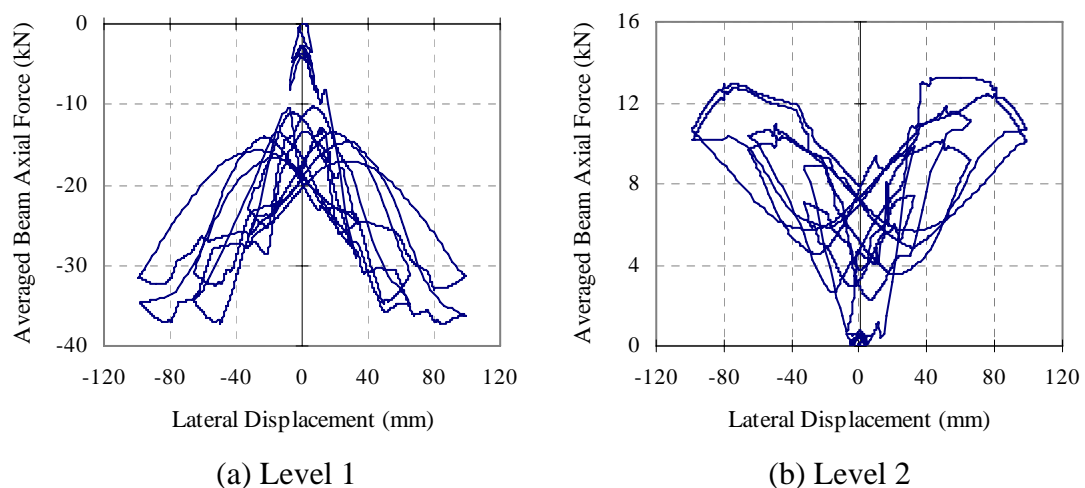 Averaged Beam Axial Force (kN)
0
-10
-20
-30
-40
-120 -80 -40 0 40 80 120
Lateral Displacement (mm)
(a) Level 1
Averaged Beam Axial Force (kN)
16
12
8
4
0
-120 -80 -40 0 40 80 120
Lateral Displacement (mm)
(b) Level 2